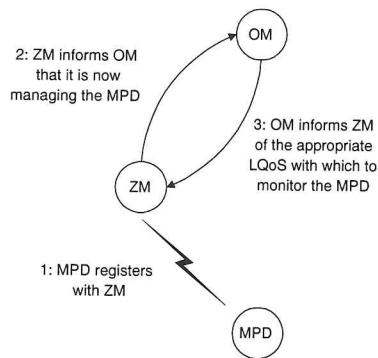 OM
2: ZM informs OM
that it is now
managing the MPD
3: OM informs ZM
of the appropriate
LQoS with which to
monitor the MPD
ZM
1: MPD registers
with ZM
MPD